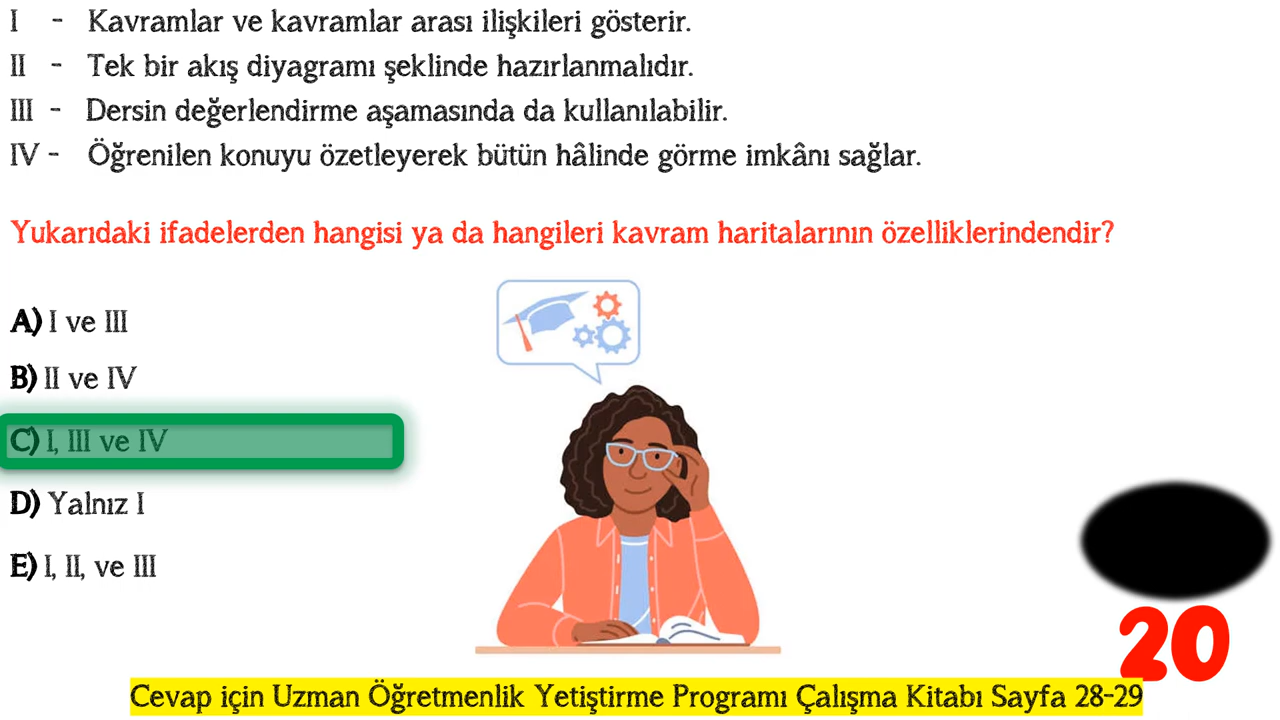 I - Kavramlar ve kavramlar arası ilişkileri gösterir.
II - Tek bir akış diyagramı şeklinde hazırlanmalıdır.
III - Dersin değerlendirme aşamasında da kullanılabilir.
IV - Öğrenilen konuyu özetleyerek bütün hâlinde görme imkânı sağlar.
Yukarıdaki ifadelerden hangisi ya da hangileri kavram haritalarının özelliklerindendir?
A) I ve III
B) II ve IV
C) I, III ve IV
D) Yalnız I
E) I, II, ve III
20
Cevap için Uzman Öğretmenlik Yetiştirme Programı Çalışma Kitabı Sayfa 28-29